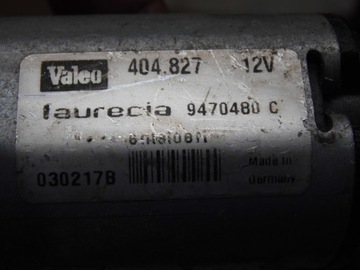 Valeo 404.827 12V
faurecia 9470480 C
Made in
030217B Germany